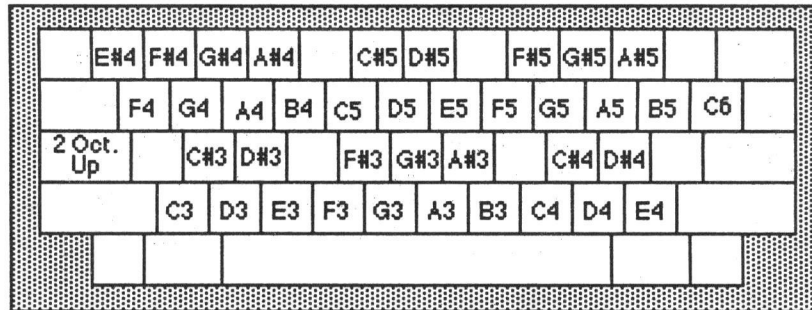 E#4 F#4 G#4 A#4 C#5 D#5 F#5 G#5 A#5
F4 G4 A4 B4 C5 D5 E5 F5 G5 A5 B5 C6
2 Oct.
Up
C#3 D#3 F#3 G#3 A#3 C#4 D#4
C3 D3 E3 F3 G3 A3 B3 C4 D4 E4